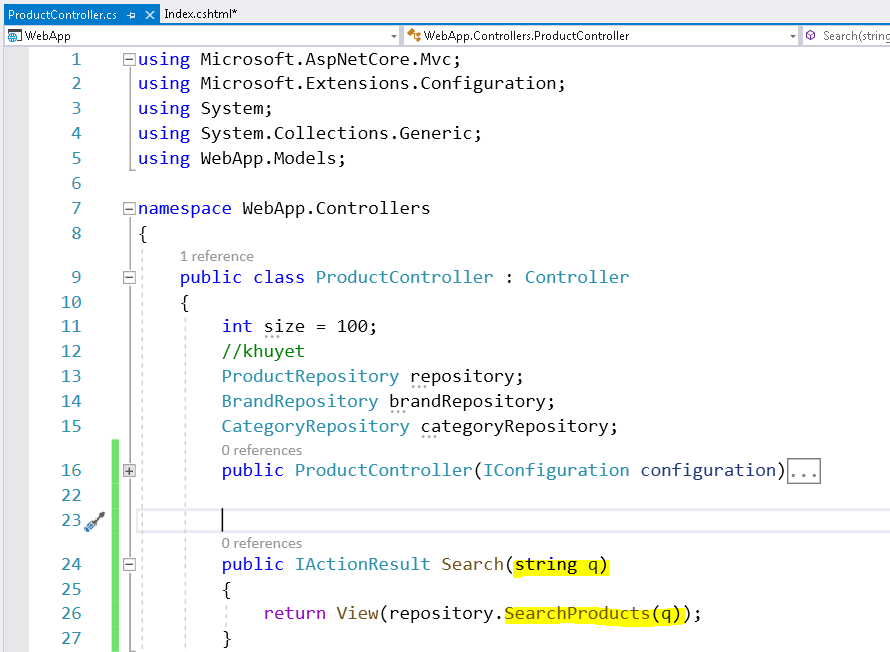 ProductController.cs Index.cshtml*
WebApp WebApp.Controllers.ProductController Search(string
1 using Microsoft.AspNetCore.Mvc;
2 using Microsoft.Extensions.Configuration;
3 using System;
4 using System.Collections.Generic;
5 using WebApp.Models;
6
7 namespace WebApp.Controllers
8 {
1 reference
9 public class ProductController : Controller
10 {
11 int size = 100;
12 //khuyet
13 ProductRepository repository;
14 BrandRepository brandRepository;
15 CategoryRepository categoryRepository;
0 references
16 public ProductController(IConfiguration configuration)...
22
23
0 references
24 public IActionResult Search(string q)
25 {
26 return View(repository.SearchProducts(q));
27 }